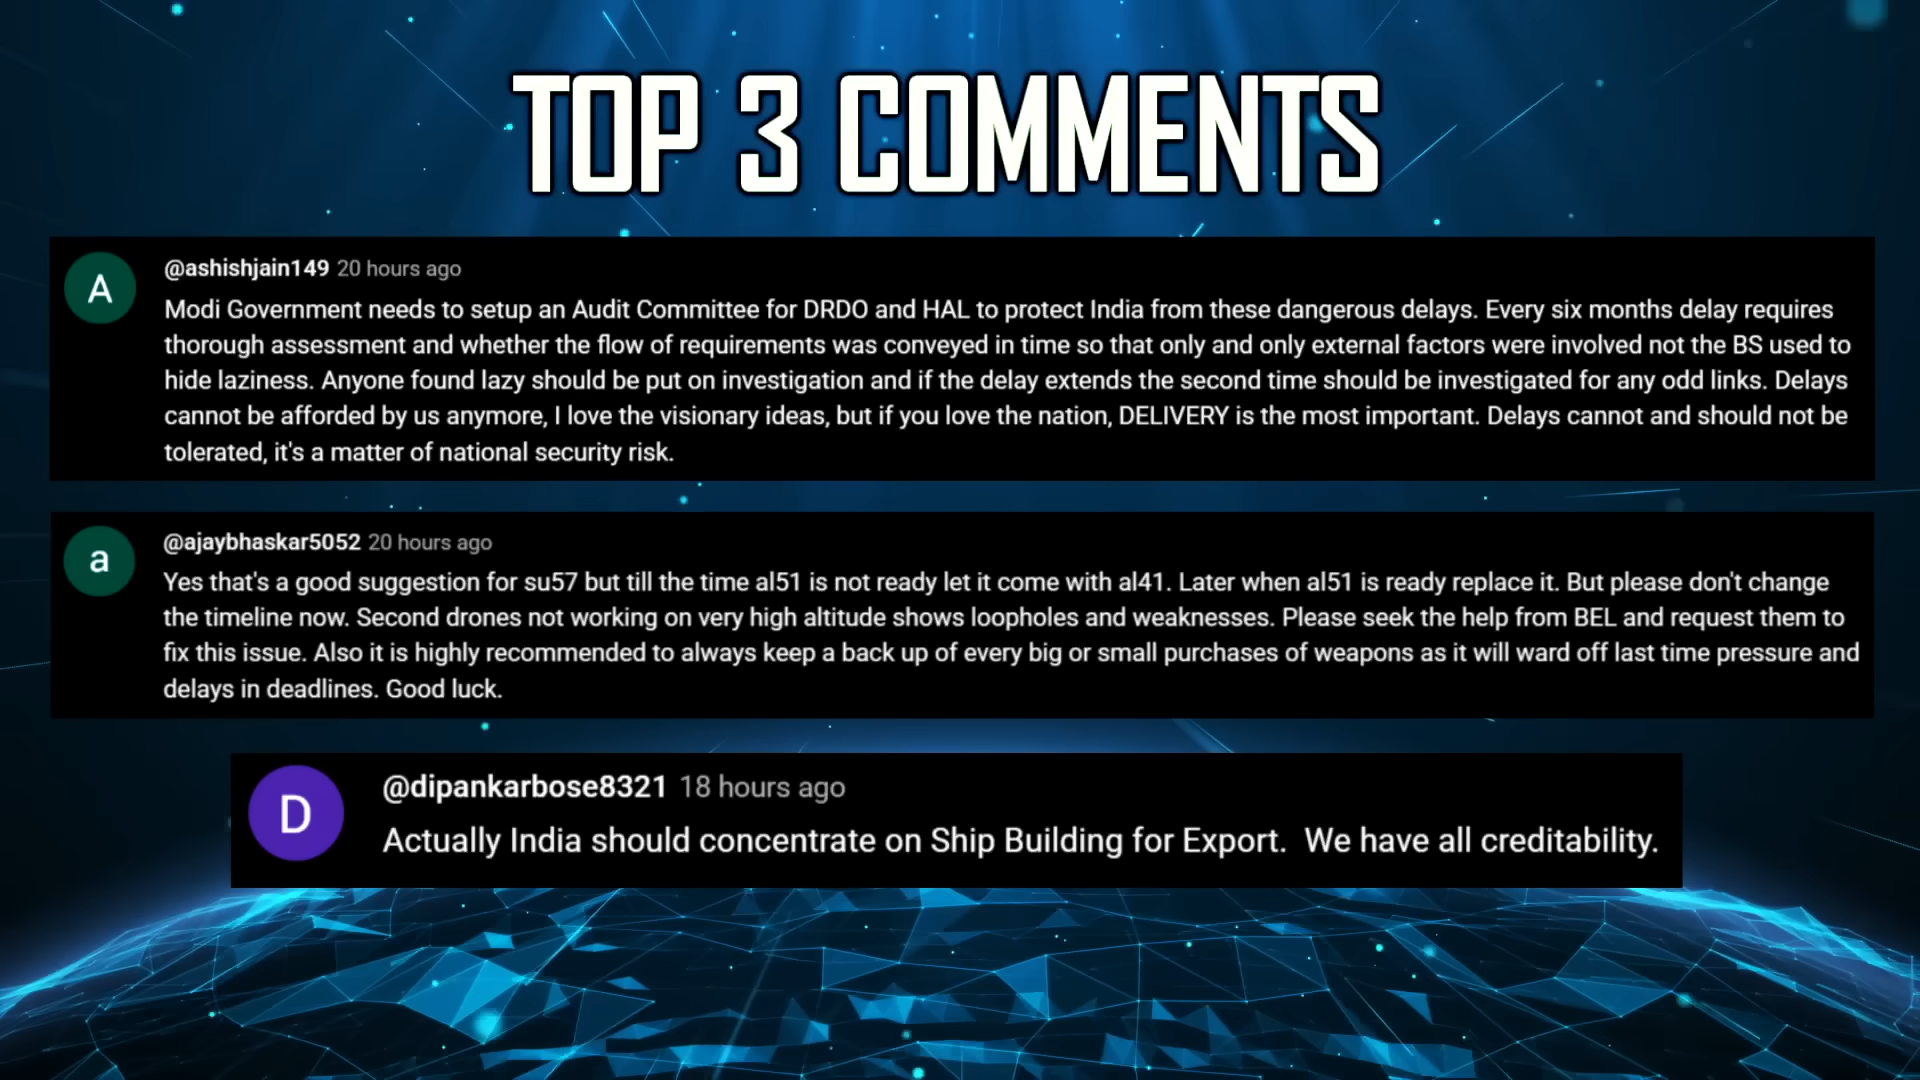 TOP 3 COMMENTS
A
@ashishjain149 20 hours ago
Modi Government needs to setup an Audit Committee for DRDO and HAL to protect India from these dangerous delays. Every six months delay requires
thorough assessment and whether the flow of requirements was conveyed in time so that only and only external factors were involved not the BS used to
hide laziness. Anyone found lazy should be put on investigation and if the delay extends the second time should be investigated for any odd links. Delays
cannot be afforded by us anymore, I love the visionary ideas, but if you love the nation, DELIVERY is the most important. Delays cannot and should not be
tolerated, it's a matter of national security risk.
a
@ajaybhaskar5052 20 hours ago
Yes that's a good suggestion for su57 but till the time al51 is not ready let it come with al41. Later when al51 is ready replace it. But please don't change
the timeline now. Second drones not working on very high altitude shows loopholes and weaknesses. Please seek the help from BEL and request them to
fix this issue. Also it is highly recommended to always keep a back up of every big or small purchases of weapons as it will ward off last time pressure and
delays in deadlines. Good luck.
D
@dipankarbose8321 18 hours ago
Actually India should concentrate on Ship Building for Export. We have all creditability.